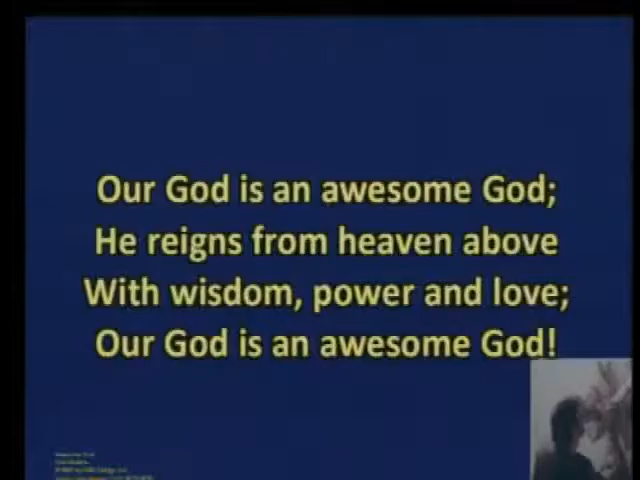 Our God is an awesome God;
He reigns from heaven above
With wisdom, power and love;
Our God is an awesome God!